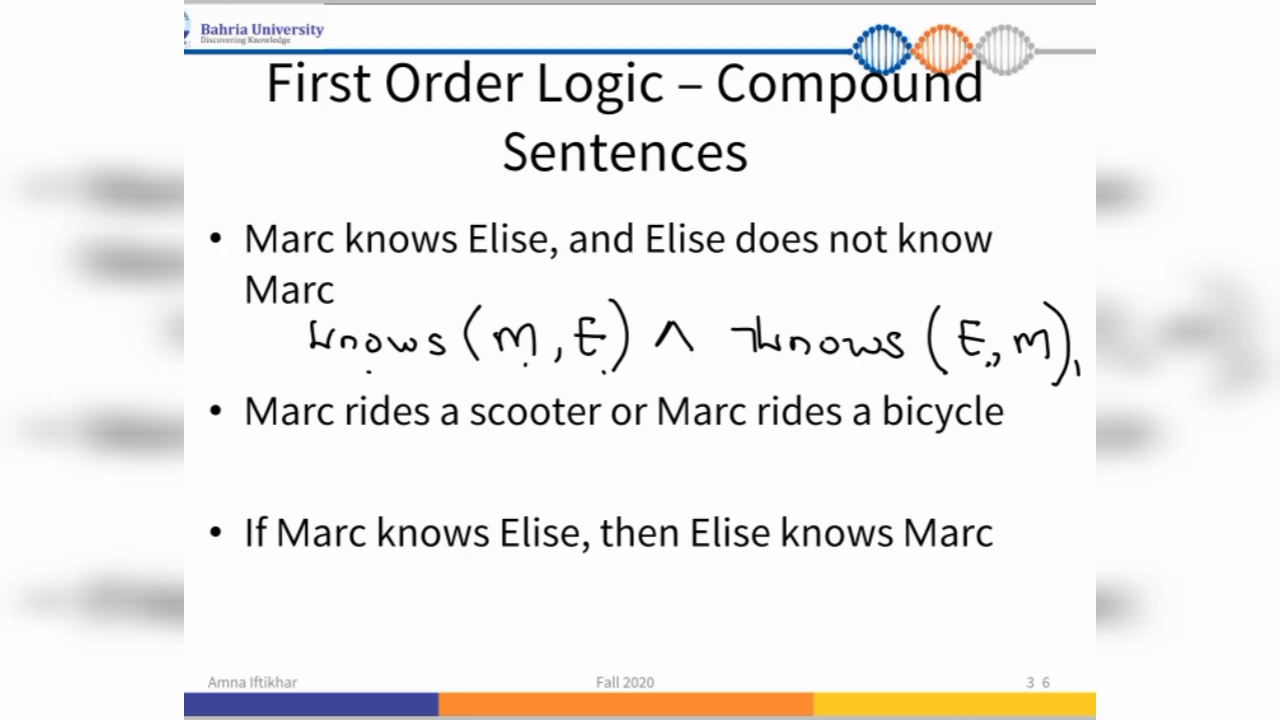 Bahria University
Discovering Knowledge
First Order Logic – Compound
Sentences
• Marc knows Elise, and Elise does not know
Marc
knows (M, E) ∧ ¬knows (E, M)
• Marc rides a scooter or Marc rides a bicycle
• If Marc knows Elise, then Elise knows Marc
Amna Iftikhar Fall 2020 3 6